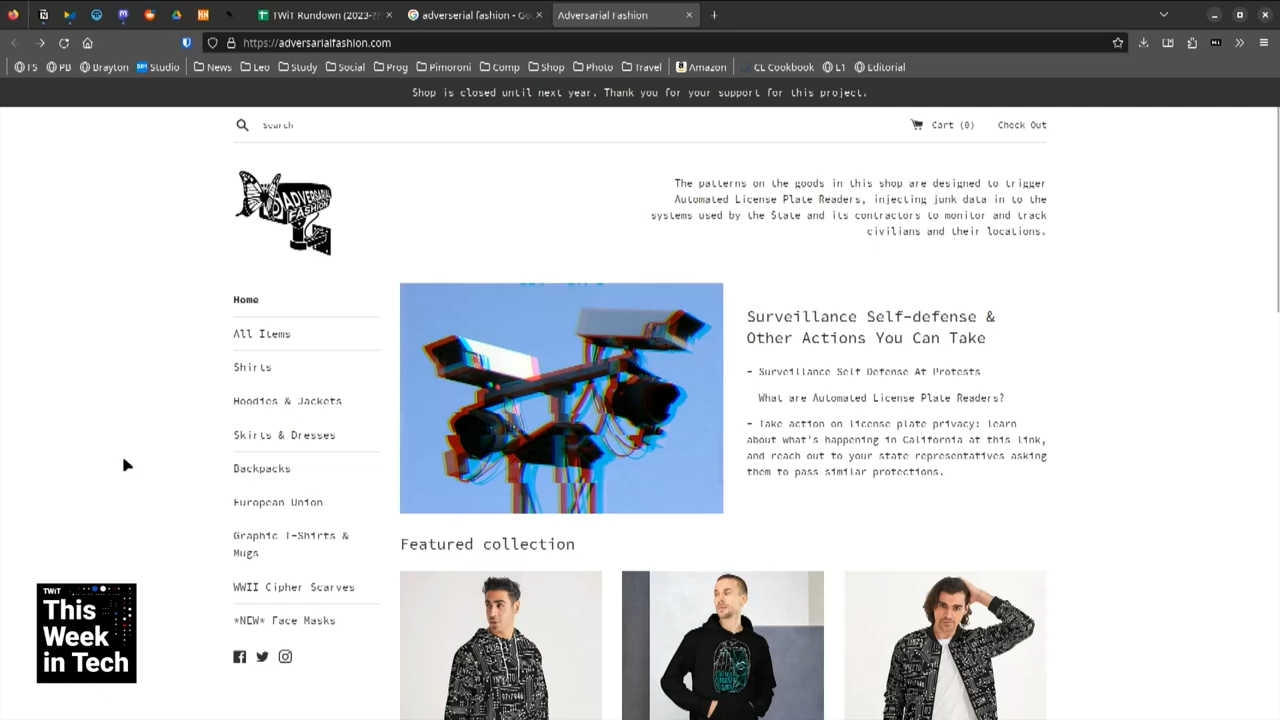 TWiT Rundown (2023-??
adverserial fashion - Go
Adversarial Fashion
https://adversarialfashion.com
FS PB Brayton Studio News Leo Study Social Prog Pimoroni Comp Shop Photo Travel Amazon CL Cookbook L1 Editorial
Shop is closed until next year. Thank you for your support for this project.
Search
Cart (0) Check Out
ADVERSARIAL
FASHION
The patterns on the goods in this shop are designed to trigger
Automated License Plate Readers, injecting junk data in to the
systems used by the State and its contractors to monitor and track
civilians and their locations.
Home
All Items
Shirts
Hoodies & Jackets
Skirts & Dresses
Backpacks
European Union
Graphic T-Shirts &
Mugs
WWII Cipher Scarves
*NEW* Face Masks
Surveillance Self-defense &
Other Actions You Can Take
- Surveillance Self Defense At Protests
What are Automated License Plate Readers?
- Take action on license plate privacy: learn
about what's happening in California at this link,
and reach out to your state representatives asking
them to pass similar protections.
Featured collection
TWiT
This
Week
in Tech